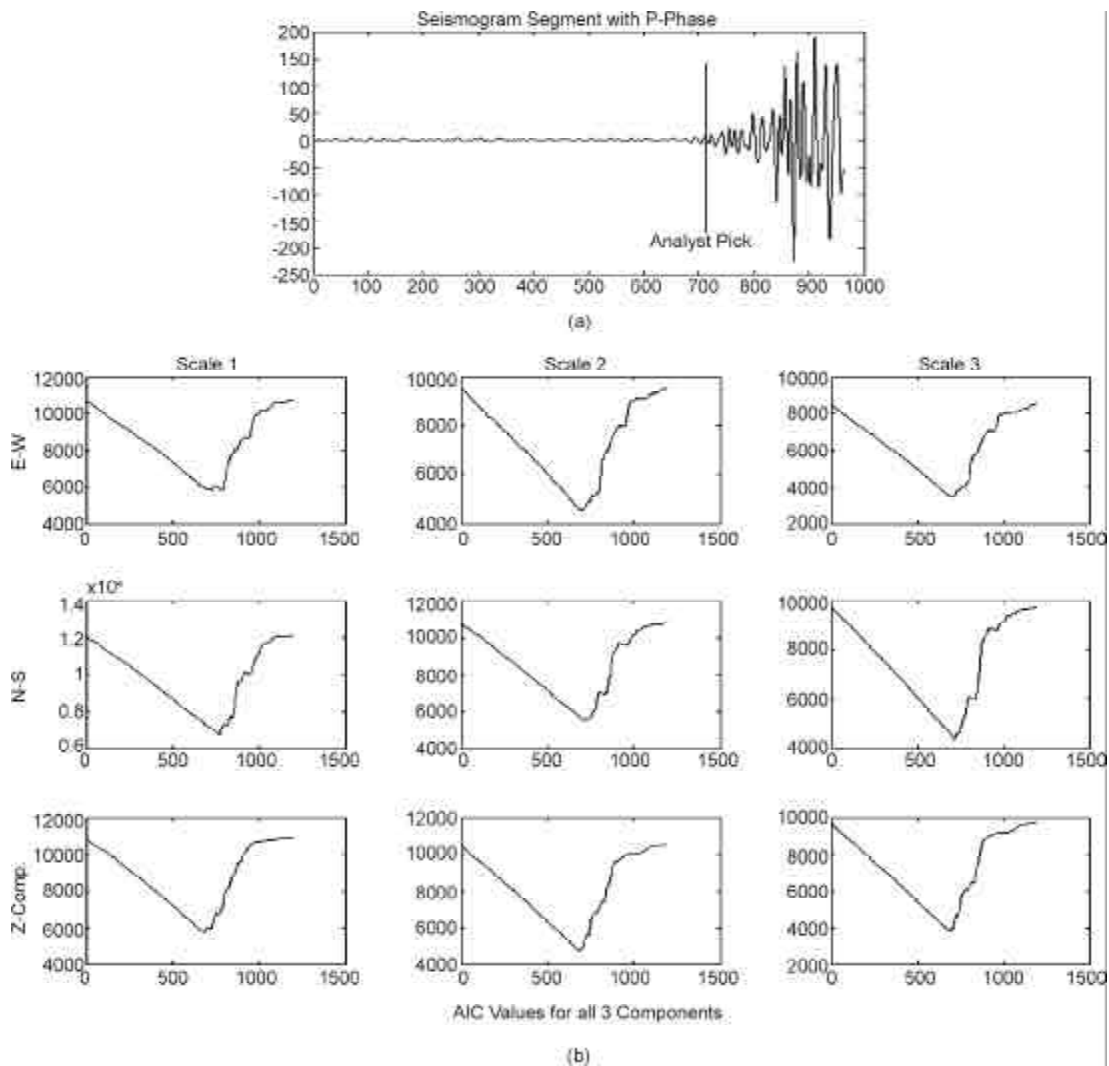 Seismogram Segment with P-Phase
200
150
100
50
0
-50
-100
-150
-200
-250
Analyst Pick
0 100 200 300 400 500 600 700 800 900 1000
(a)
Scale 1 Scale 2 Scale 3
E-W
12000
10000
8000
6000
4000
0 500 1000 1500
10000
8000
6000
4000
0 500 1000 1500
10000
8000
6000
4000
2000
0 500 1000 1500
N-S
1.4
1.2
1
0.8
0.6
0 500 1000 1500
12000
10000
8000
6000
4000
0 500 1000 1500
10000
8000
6000
4000
0 500 1000 1500
Z-Comp.
12000
10000
8000
6000
4000
0 500 1000 1500
12000
10000
8000
6000
4000
0 500 1000 1500
10000
8000
6000
4000
2000
0 500 1000 1500
AIC Values for all 3 Components
(b)